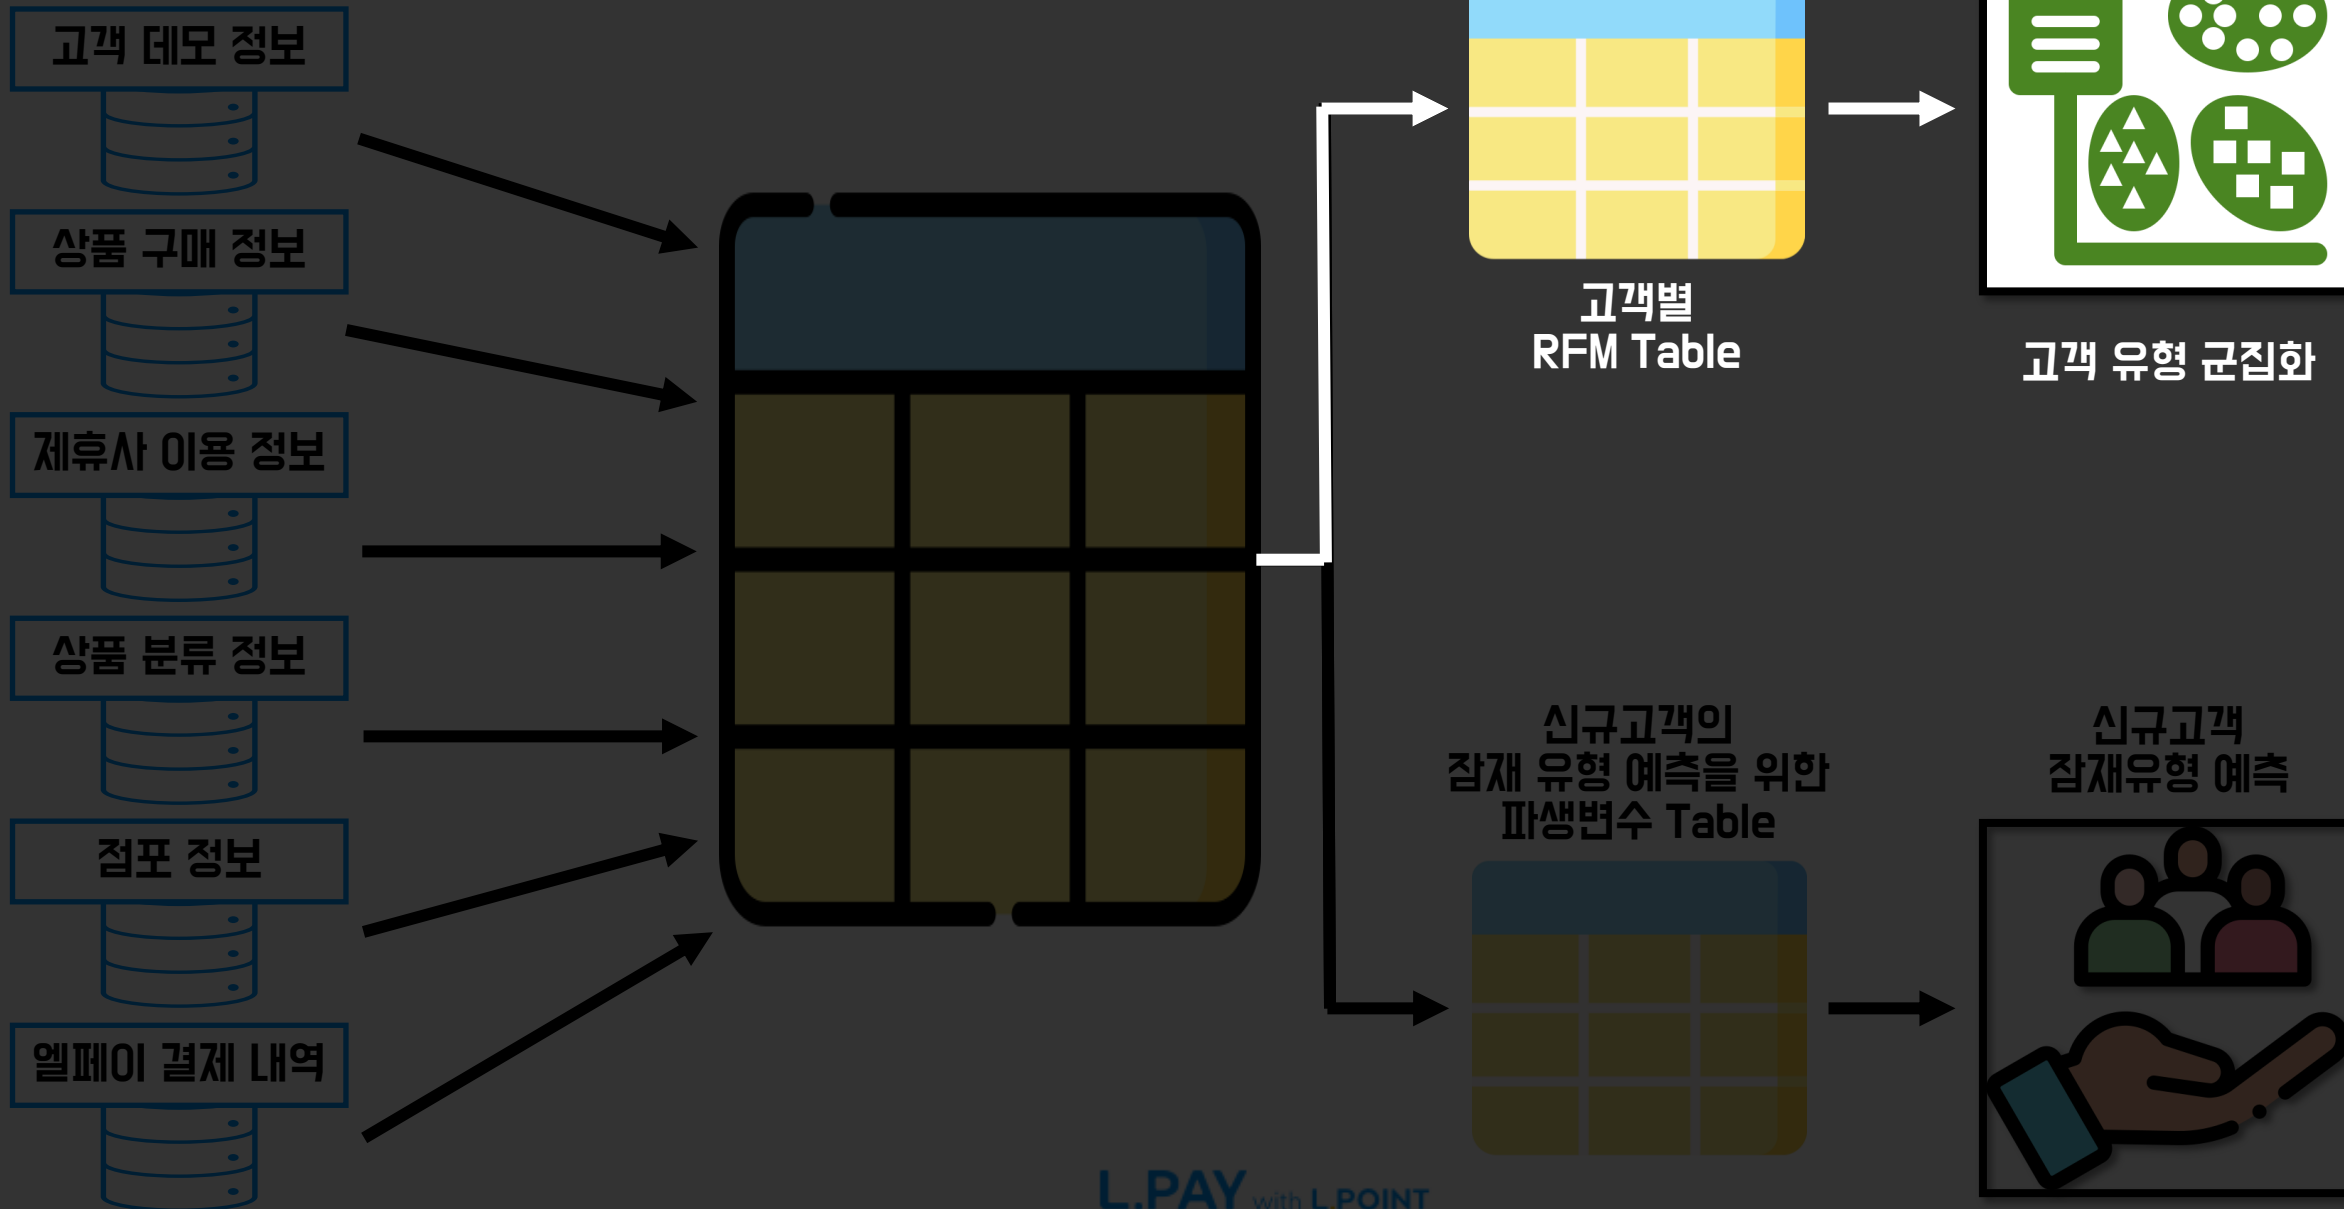 고객 데모 정보
상품 구매 정보
제휴사 이용 정보
상품 분류 정보
점포 정보
엘페이 결제 내역
고객별
RFM Table
고객 유형 군집화
신규고객의
잠재 유형 예측을 위한
파생변수 Table
신규고객
잠재유형 예측
L.PAY with L.POINT